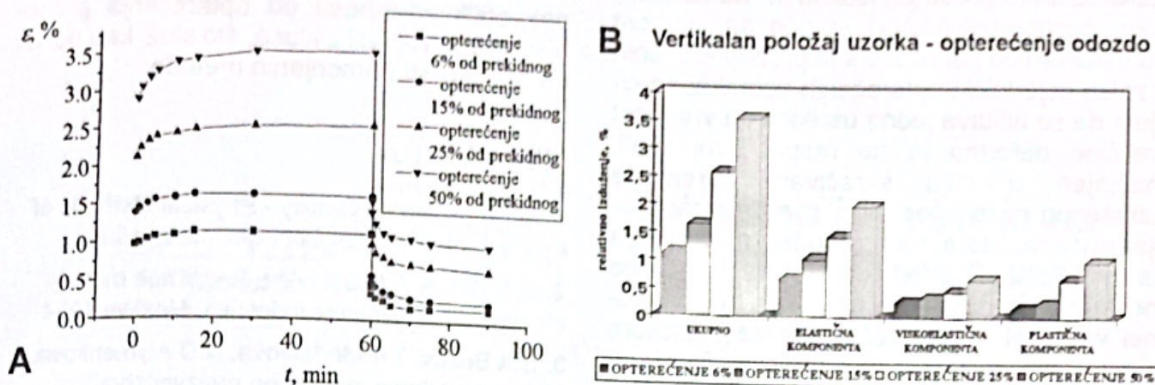 ε, %
3.5
3.0
2.5
2.0
1.5
1.0
0.5
0.0
0
20
40
60
80
100
t, min
A
opterećenje
6% od prekidnog
opterećenje
15% od prekidnog
opterećenje
25% od prekidnog
opterećenje
50% od prekidnog
B
Vertikalan položaj uzorka - opterećenje odozdo
relativno izduženje, %
4
3.5
3
2.5
2
1.5
1
0.5
0
UKUPNO
ELASTIČNA
KOMPONENTA
VISKOELASTIČNA
KOMPONENTA
PLASTIČNA
KOMPONENTA
OPTEREĆENJE 6%
OPTEREĆENJE 15%
OPTEREĆENJE 25%
OPTEREĆENJE 50%